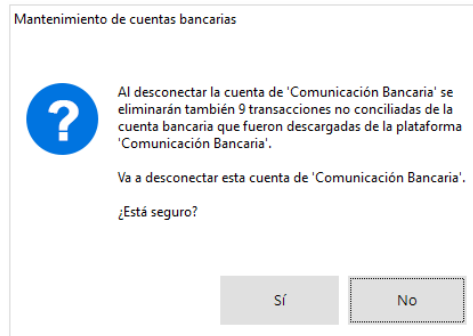 Mantenimiento de cuentas bancarias
?
Al desconectar la cuenta de 'Comunicación Bancaria' se
eliminarán también 9 transacciones no conciliadas de la
cuenta bancaria que fueron descargadas de la plataforma
'Comunicación Bancaria'.
Va a desconectar esta cuenta de 'Comunicación Bancaria'.
¿Está seguro?
Sí
No